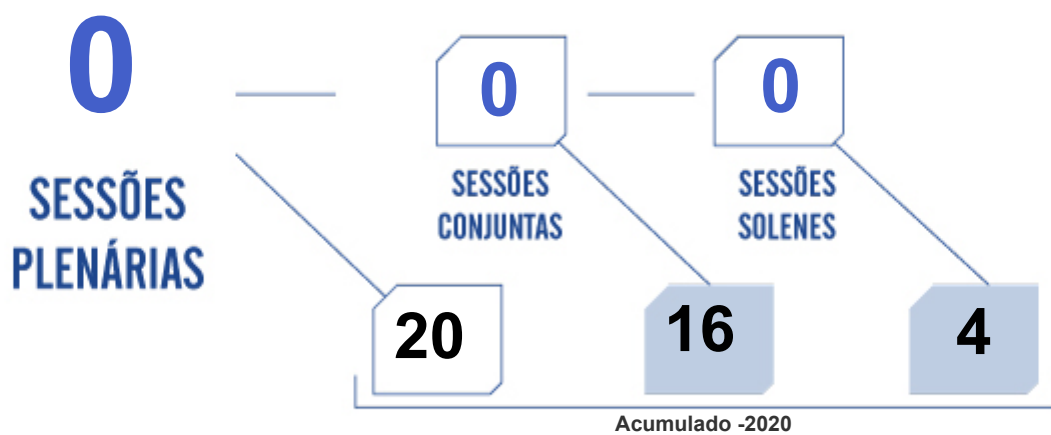 0
SESSÕES
PLENÁRIAS
0
SESSÕES
CONJUNTAS
0
SESSÕES
SOLENES
20
16
4
Acumulado -2020